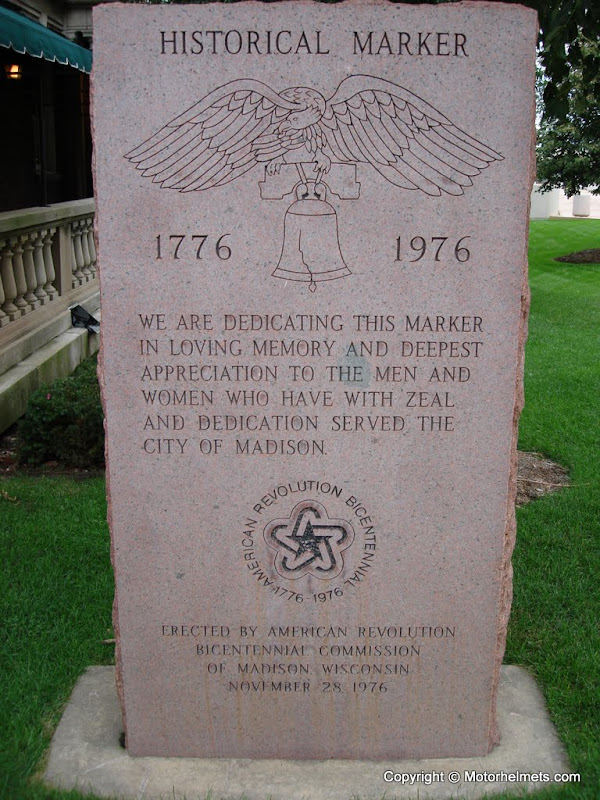 HISTORICAL MARKER
1776 1976
WE ARE DEDICATING THIS MARKER
IN LOVING MEMORY AND DEEPEST
APPRECIATION TO THE MEN AND
WOMEN WHO HAVE WITH ZEAL
AND DEDICATION SERVED THE
CITY OF MADISON.
AMERICAN REVOLUTION BICENTENNIAL
1776-1976
ERECTED BY AMERICAN REVOLUTION
BICENTENNIAL COMMISSION
OF MADISON, WISCONSIN
NOVEMBER 28 1976
Copyright © Motorhelmets.com